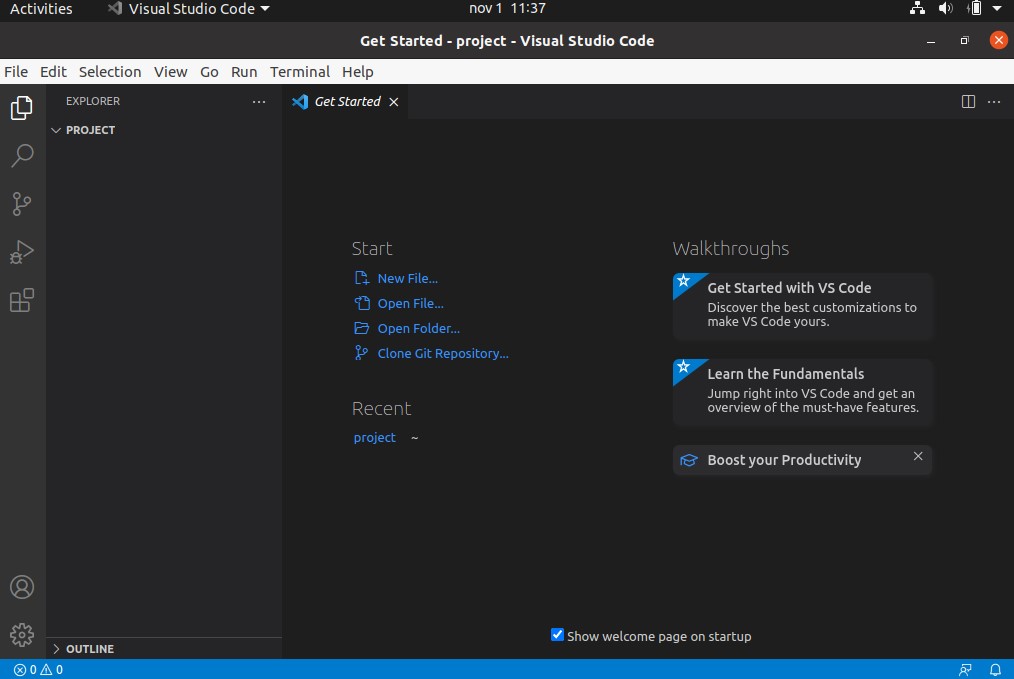 Activities Visual Studio Code nov 1 11:37
Get Started - project - Visual Studio Code
File Edit Selection View Go Run Terminal Help
EXPLORER
PROJECT
OUTLINE
Get Started
Start
New File...
Open File...
Open Folder...
Clone Git Repository...
Recent
project ~
Walkthroughs
Get Started with VS Code
Discover the best customizations to
make VS Code yours.
Learn the Fundamentals
Jump right into VS Code and get an
overview of the must-have features.
Boost your Productivity
Show welcome page on startup
0 0